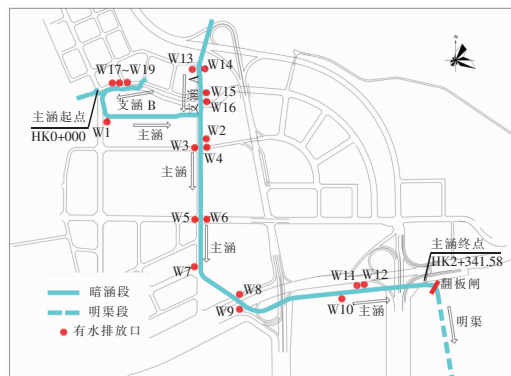 N
W13
W14
支涵 A
W17~W19
支涵 B
W15
W16
主涵起点
HK0+000
W1
主涵
W2
W3
W4
主涵
W5
W6
主涵
主涵终点
HK2+341.58
W7
W8
W9
W11
W12
W10
主涵
翻板闸
明渠
暗涵段
明渠段
有水排放口